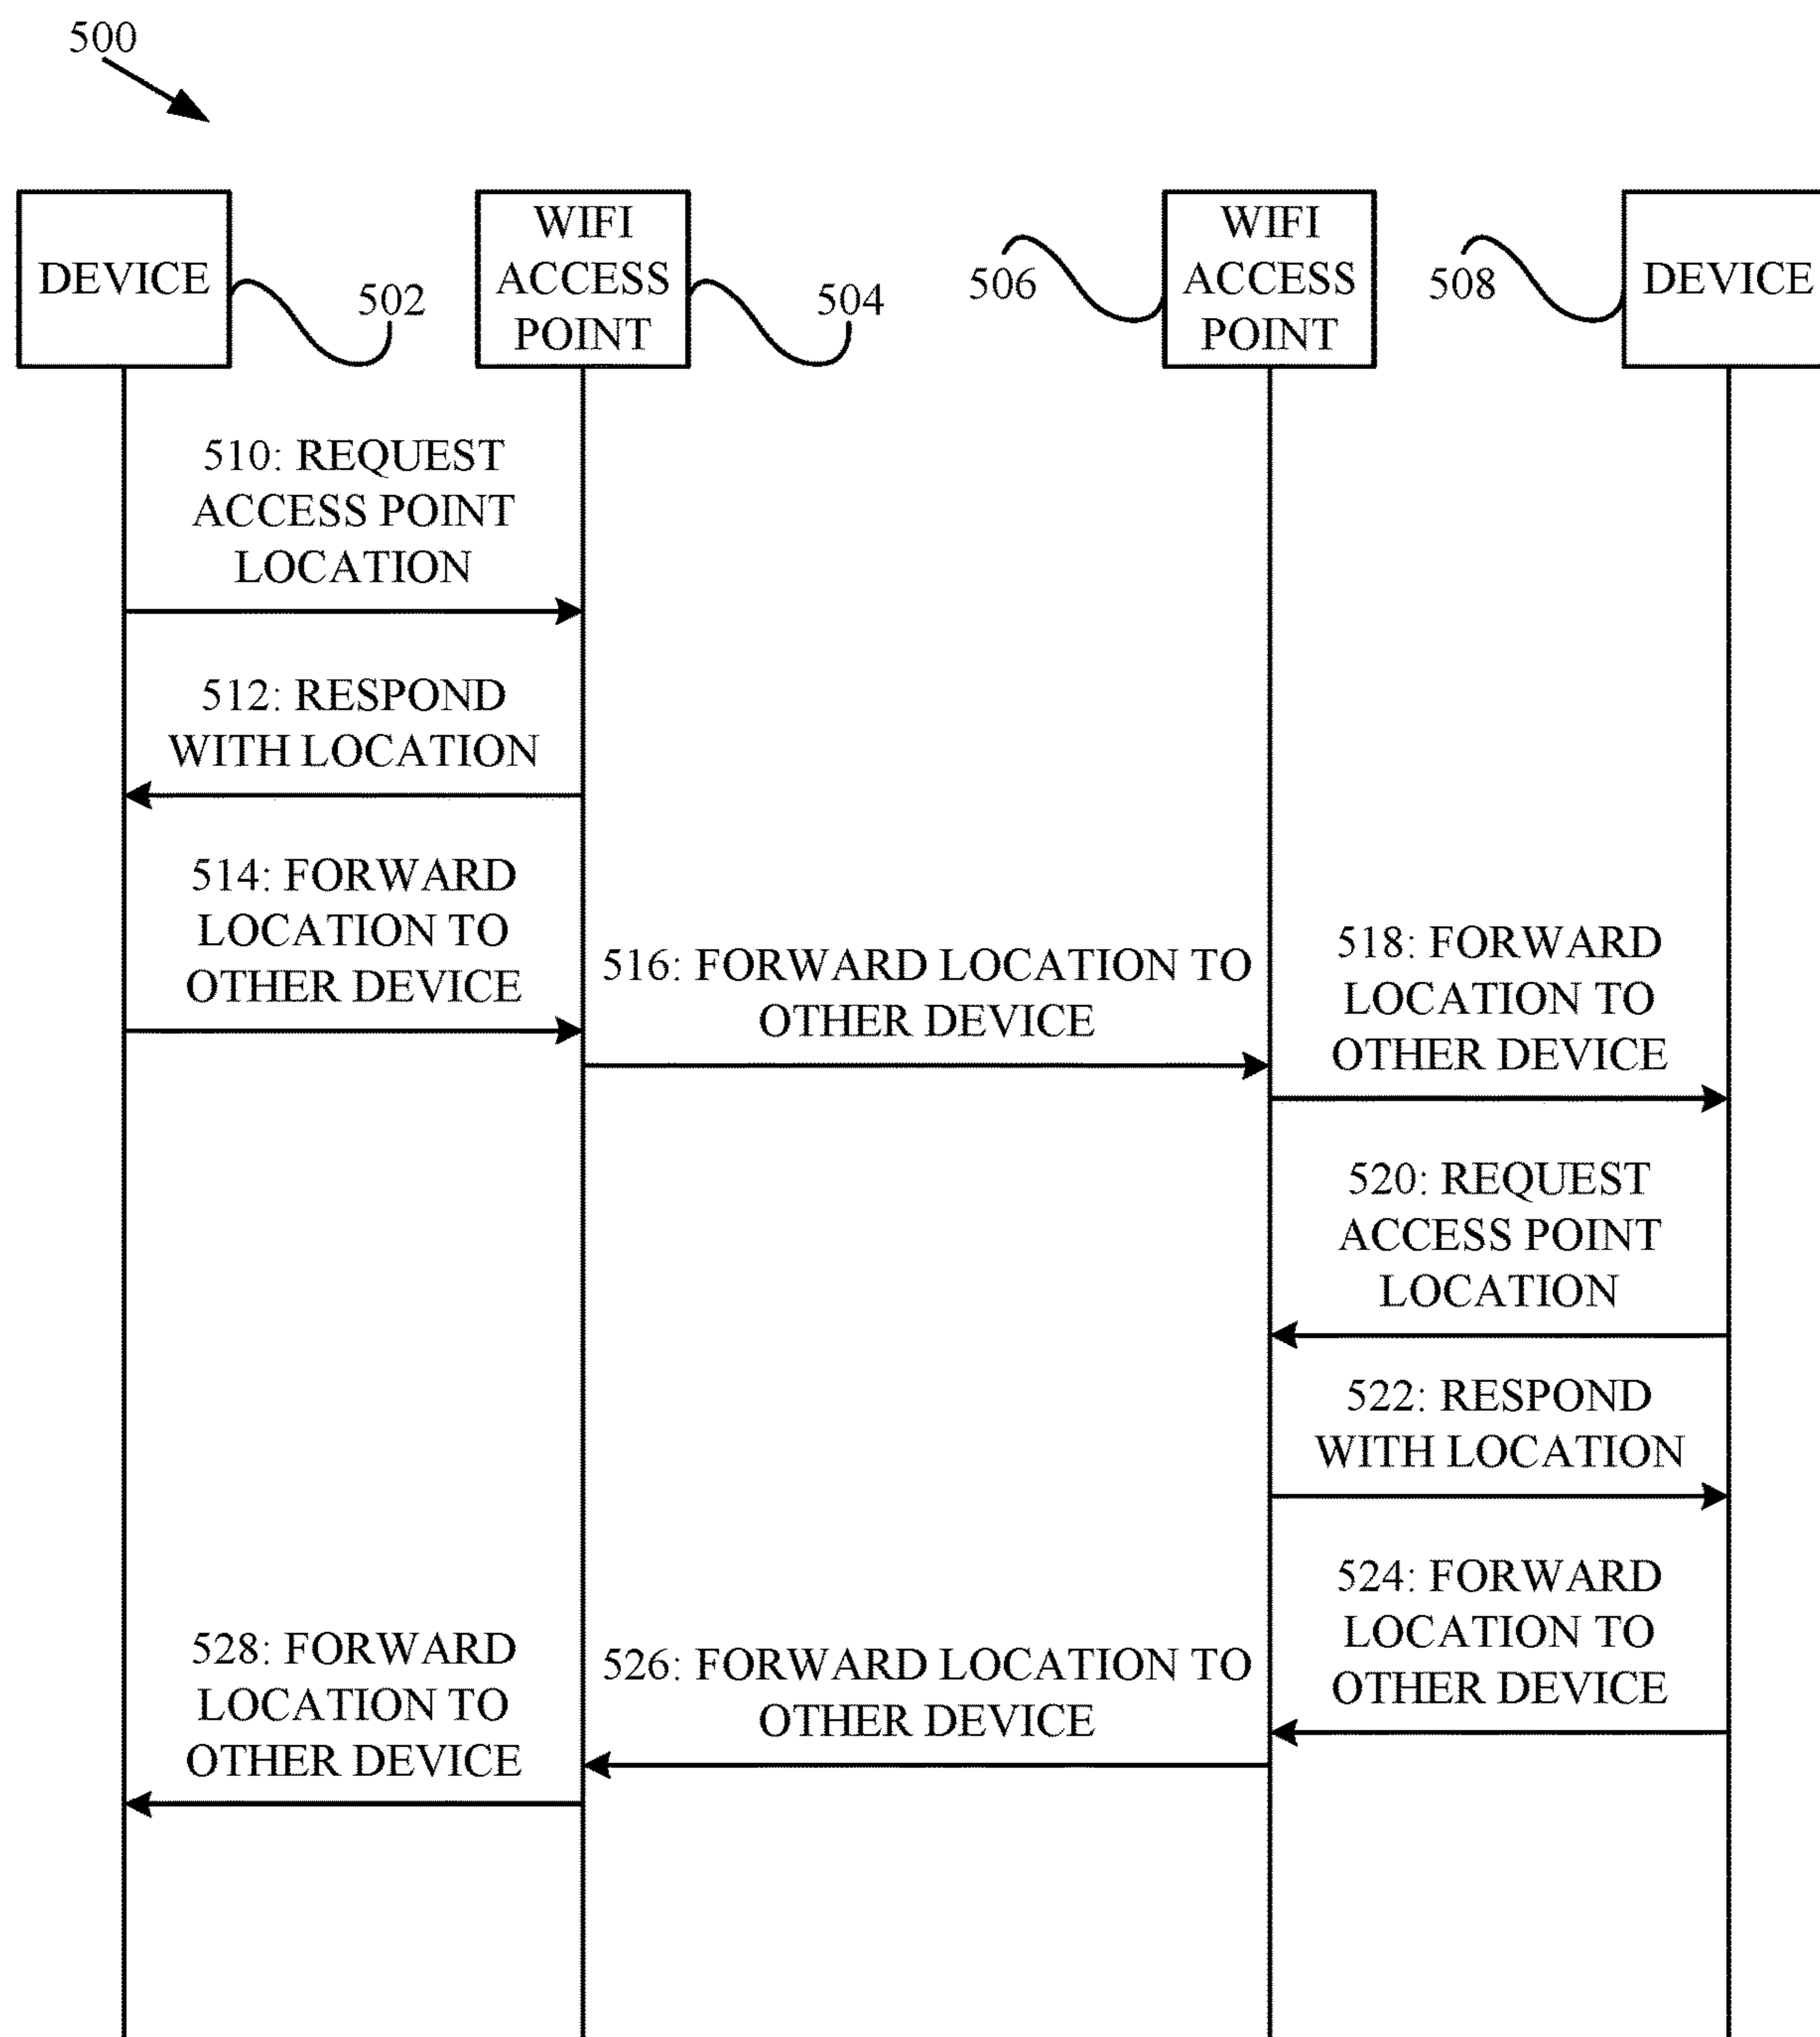 500
DEVICE
502
WIFI
ACCESS
POINT
504
506
WIFI
ACCESS
POINT
508
DEVICE
510: REQUEST
ACCESS POINT
LOCATION
512: RESPOND
WITH LOCATION
514: FORWARD
LOCATION TO
OTHER DEVICE
516: FORWARD LOCATION TO
OTHER DEVICE
518: FORWARD
LOCATION TO
OTHER DEVICE
520: REQUEST
ACCESS POINT
LOCATION
522: RESPOND
WITH LOCATION
524: FORWARD
LOCATION TO
OTHER DEVICE
526: FORWARD LOCATION TO
OTHER DEVICE
528: FORWARD
LOCATION TO
OTHER DEVICE